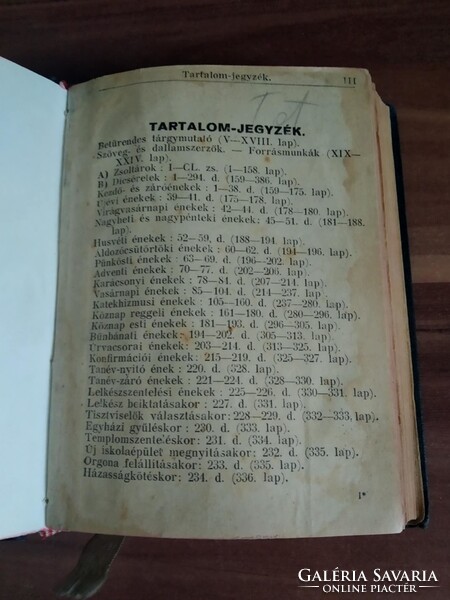 Tartalom-jegyzék. III
TARTALOM-JEGYZÉK.
Betűrendes tárgymutató (V—XVIII. lap).
Szöveg- és dallamszerzők. — Forrásmunkák (XIX—
XXIV. lap).
A) Zsoltárok : I—CL. zs. (1—158. lap).
B) Dicséretek : 1—294. d. (159—386. lap).
Kezdő- és záróénekek : 1—38. d. (159—175. lap).
Újévi énekek : 39—41. d. (175—178. lap).
Virágvasárnapi énekek : 42—44. d. (178—180. lap).
Nagyheti és nagypénteki énekek: 45—51. d. (181—188.
lap).
Husvéti énekek : 52—59. d. (188—194. lap).
Áldozócsütörtöki énekek : 60—62. d. (194—196. lap).
Pünkösti énekek : 63—69. d. (196—202. lap).
Adventi énekek : 70—77. d. (202—206. lap).
Karácsonyi énekek : 78—84. d. (207—214. lap).
Vasárnapi énekek : 85—104. d. (214—237. lap).
Katekhizmusi énekek : 105—160. d. (237—280. lap).
Köznap reggeli énekek : 161—180. d. (280—296. lap).
Köznap esti énekek : 181—193. d. (296—305. lap).
Bűnbánati énekek : 194—202. d. (305—313. lap).
Úrvacsorai énekek: 203—214. d. (313—325. lap).
Konfirmációi énekek : 215—219. d. (325—327. lap).
Tanév-nyitó ének : 220. d. (328. lap).
Tanév-záró énekek : 221—224. d. (328—330. lap).
Lelkészszentelési énekek : 225—226. d. (330—331. lap).
Lelkész beiktatásakor : 227. d. (331. lap).
Tisztviselők választásakor : 228—229. d. (332—333, lap).
Egyházi gyűléskor : 230. d. (333. lap).
Templomszenteléskor : 231. d. (334. lap).
Új iskolaépület megnyitásakor : 232. d. (335. lap).
Orgona felállításakor : 233. d. (335. lap).
Házasságkötéskor : 234. d. (336. lap).
1*
GALÉRIA SAVARIA
ONLINE PIACTÉR